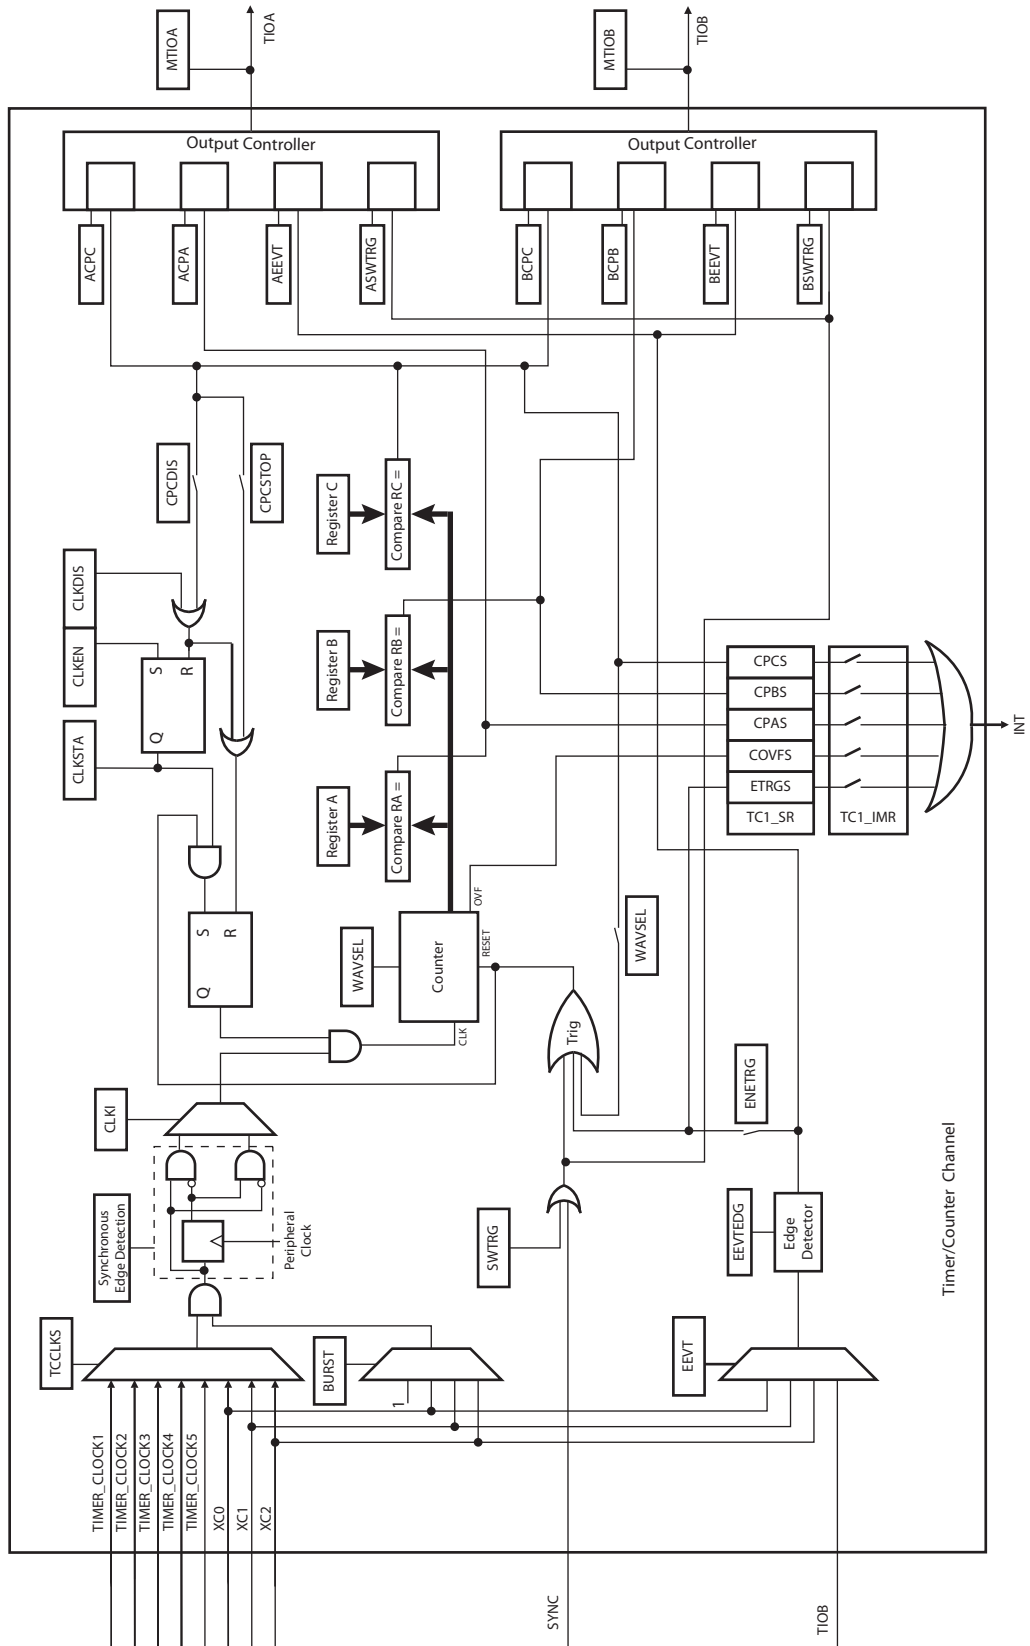 MTIOA
TIOA
MTIOB
TIOB
Output Controller
Output Controller
ACPC
ACPA
AEEVT
ASWTRG
BCPC
BCPB
BEEVT
BSWTRG
CPCDIS
CPCSTOP
Register C
Compare RC =
CLKDIS
CLKEN
CLKSTA
S
R
Q
Register B
Compare RB =
Register A
Compare RA =
CPCS
CPBS
CPAS
COVFS
ETRGS
TC1_SR
TC1_IMR
INT
S
R
Q
WAVSEL
Counter
OVF
RESET
CLK
WAVSEL
Trig
CLKI
ENETRG
Synchronous
Edge Detection
Peripheral
Clock
SWTRG
EEVTEDG
Edge
Detector
Timer/Counter Channel
TCCLKS
BURST
1
EEVT
TIMER_CLOCK1
TIMER_CLOCK2
TIMER_CLOCK3
TIMER_CLOCK4
TIMER_CLOCK5
XC0
XC1
XC2
SYNC
TIOB